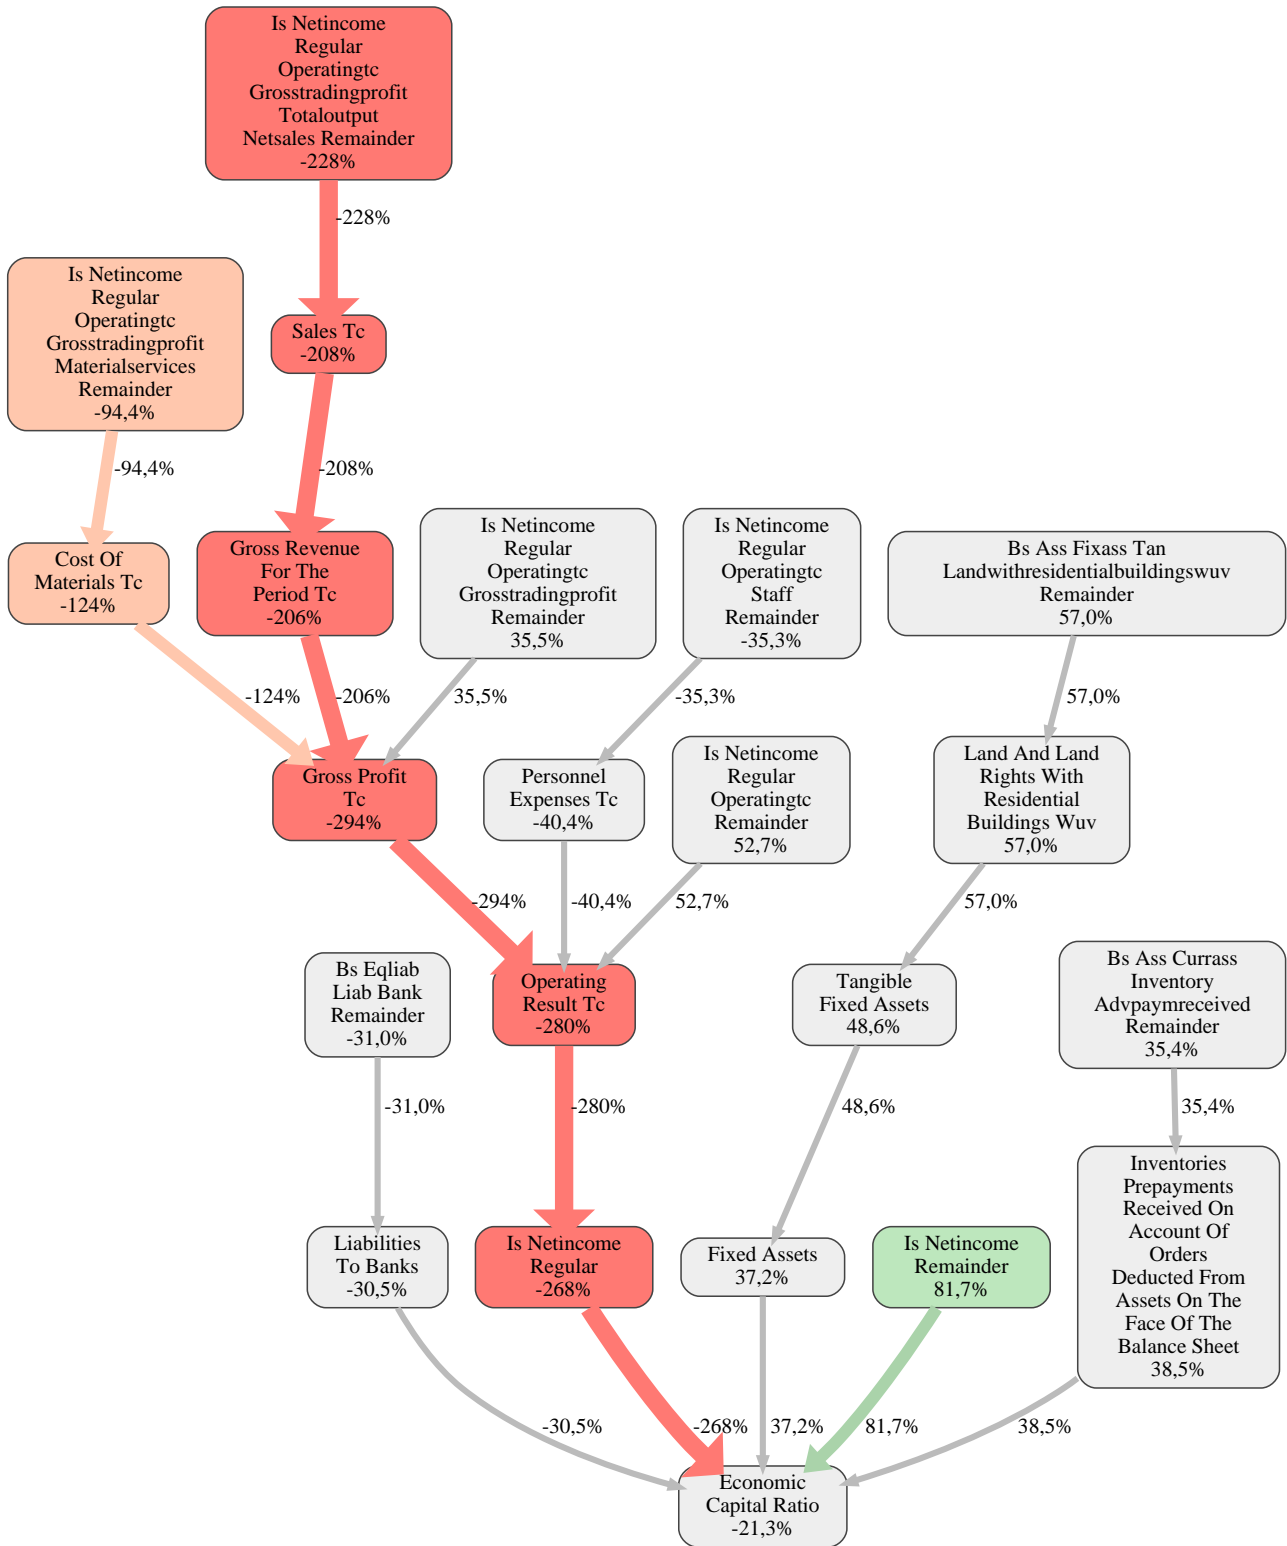 Is Netincome
Regular
Operatingtc
Grosstradingprofit
Totaloutput
Netsales Remainder
-228%
-228%
Is Netincome
Regular
Operatingtc
Grosstradingprofit
Materialservices
Remainder
-94,4%
Sales Tc
-208%
-94,4%
-208%
Cost Of
Materials Tc
-124%
Gross Revenue
For The
Period Tc
-206%
Is Netincome
Regular
Operatingtc
Grosstradingprofit
Remainder
35,5%
Is Netincome
Regular
Operatingtc
Staff
Remainder
-35,3%
Bs Ass Fixass Tan
Landwithresidentialbuildingswuv
Remainder
57,0%
-124%
-206%
35,5%
-35,3%
57,0%
Gross Profit
Tc
-294%
Personnel
Expenses Tc
-40,4%
Is Netincome
Regular
Operatingtc
Remainder
52,7%
Land And Land
Rights With
Residential
Buildings Wuv
57,0%
-294%
-40,4%
52,7%
57,0%
Bs Eqliab
Liab Bank
Remainder
-31,0%
Operating
Result Tc
-280%
Tangible
Fixed Assets
48,6%
Bs Ass Currass
Inventory
Advpaymreceived
Remainder
35,4%
-31,0%
-280%
48,6%
35,4%
Liabilities
To Banks
-30,5%
Is Netincome
Regular
-268%
Fixed Assets
37,2%
Is Netincome
Remainder
81,7%
Inventories
Prepayments
Received On
Account Of
Orders
Deducted From
Assets On The
Face Of The
Balance Sheet
38,5%
-30,5%
-268%
37,2%
81,7%
38,5%
Economic
Capital Ratio
-21,3%